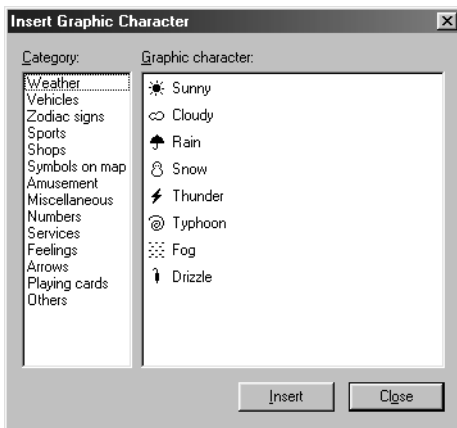 Insert Graphic Character
Category:
Weather
Vehicles
Zodiac signs
Sports
Shops
Symbols on map
Amusement
Miscellaneous
Numbers
Services
Feelings
Arrows
Playing cards
Others
Graphic character:
Sunny
Cloudy
Rain
Snow
Thunder
Typhoon
Fog
Drizzle
Insert
Close